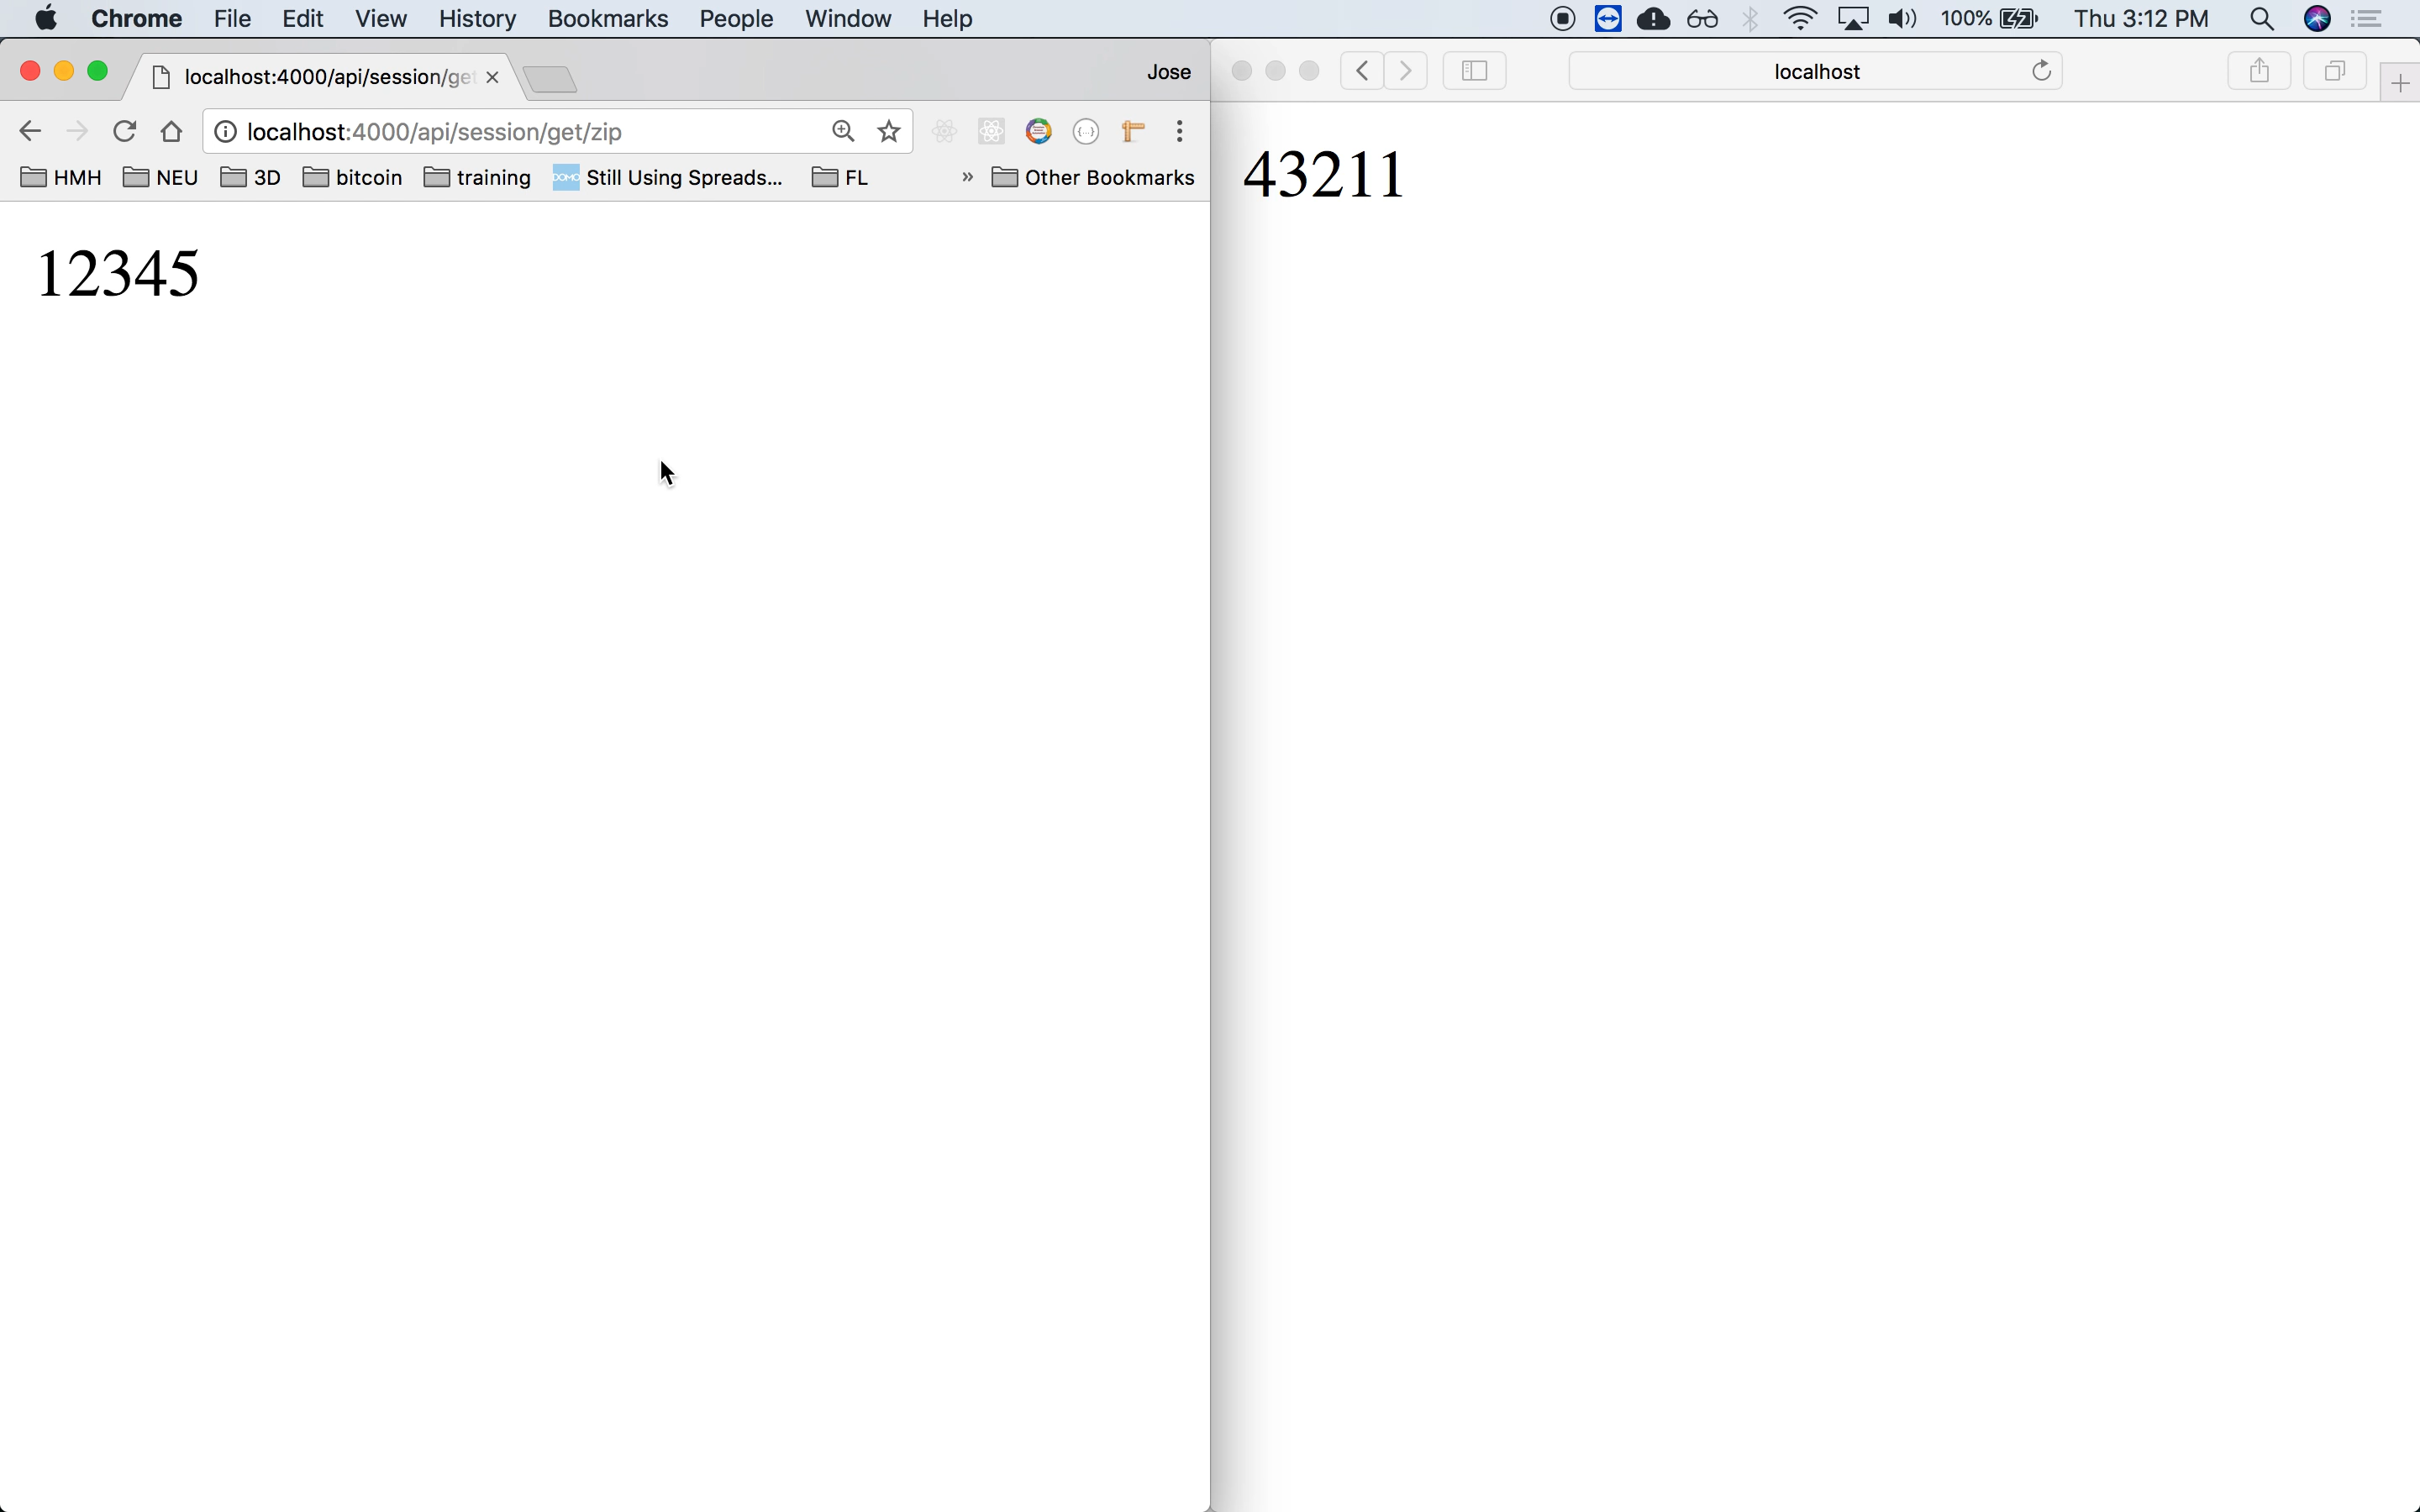 Chrome File Edit View History Bookmarks People Window Help 100% Thu 3:12 PM
localhost:4000/api/session/get Jose
localhost:4000/api/session/get/zip
HMH NEU 3D bitcoin training DOMO Still Using Spreads... FL » Other Bookmarks
12345
localhost
43211